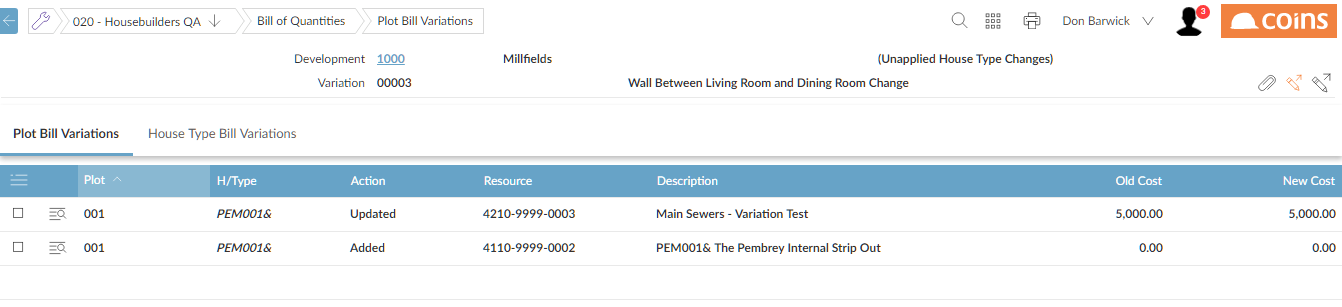 020 - Housebuilders QA Bill of Quantities Plot Bill Variations Don Barwick 3 coins
Development 1000 Millfields (Unapplied House Type Changes)
Variation 00003 Wall Between Living Room and Dining Room Change
Plot Bill Variations House Type Bill Variations
Plot H/Type Action Resource Description Old Cost New Cost
001 PEM001& Updated 4210-9999-0003 Main Sewers - Variation Test 5,000.00 5,000.00
001 PEM001& Added 4110-9999-0002 PEM001& The Pembrey Internal Strip Out 0.00 0.00